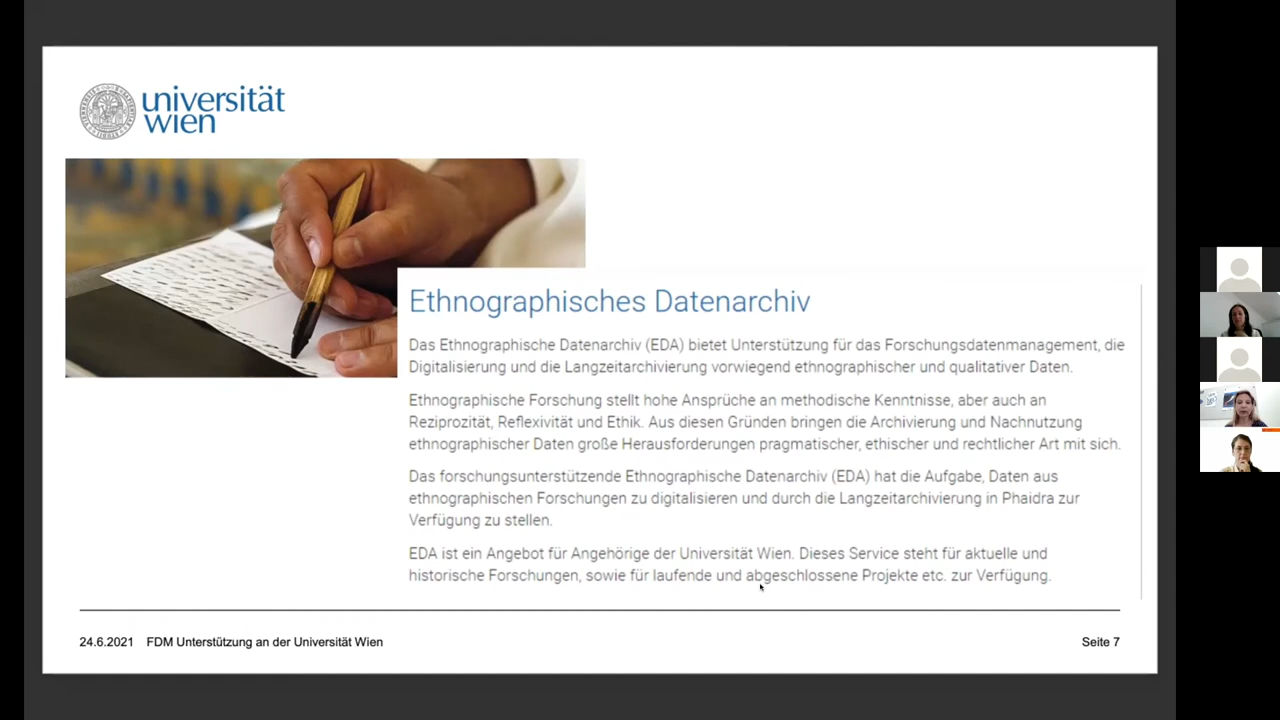 universität
wien
Ethnographisches Datenarchiv
Das Ethnographische Datenarchiv (EDA) bietet Unterstützung für das Forschungsdatenmanagement, die
Digitalisierung und die Langzeitarchivierung vorwiegend ethnographischer und qualitativer Daten.
Ethnographische Forschung stellt hohe Ansprüche an methodische Kenntnisse, aber auch an
Reziprozität, Reflexivität und Ethik. Aus diesen Gründen bringen die Archivierung und Nachnutzung
ethnographischer Daten große Herausforderungen pragmatischer, ethischer und rechtlicher Art mit sich.
Das forschungsunterstützende Ethnographische Datenarchiv (EDA) hat die Aufgabe, Daten aus
ethnographischen Forschungen zu digitalisieren und durch die Langzeitarchivierung in Phaidra zur
Verfügung zu stellen.
EDA ist ein Angebot für Angehörige der Universität Wien. Dieses Service steht für aktuelle und
historische Forschungen, sowie für laufende und abgeschlossene Projekte etc. zur Verfügung.
24.6.2021 FDM Unterstützung an der Universität Wien
Seite 7